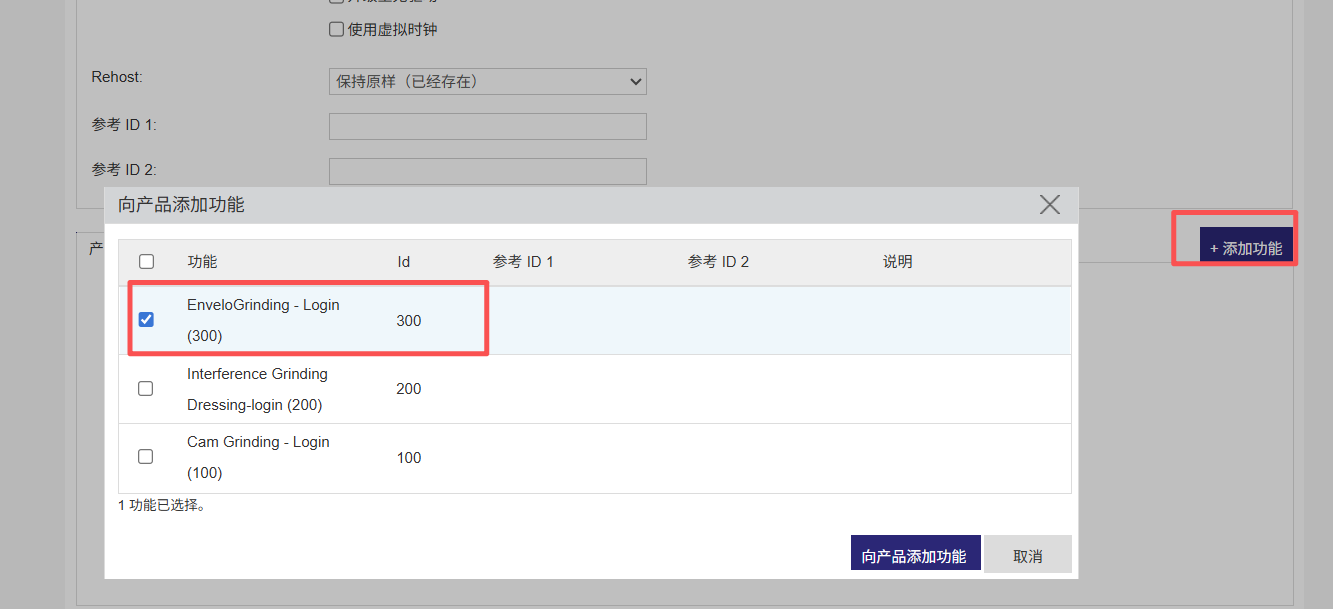 使用虚拟时钟
Rehost:
保持原样（已经存在）
参考 ID 1:
参考 ID 2:
向产品添加功能
产
+ 添加功能
功能 Id 参考 ID 1 参考 ID 2 说明
EnveloGrinding - Login
(300)
300
Interference Grinding
Dressing-login (200)
200
Cam Grinding - Login
(100)
100
1 功能已选择。
向产品添加功能 取消